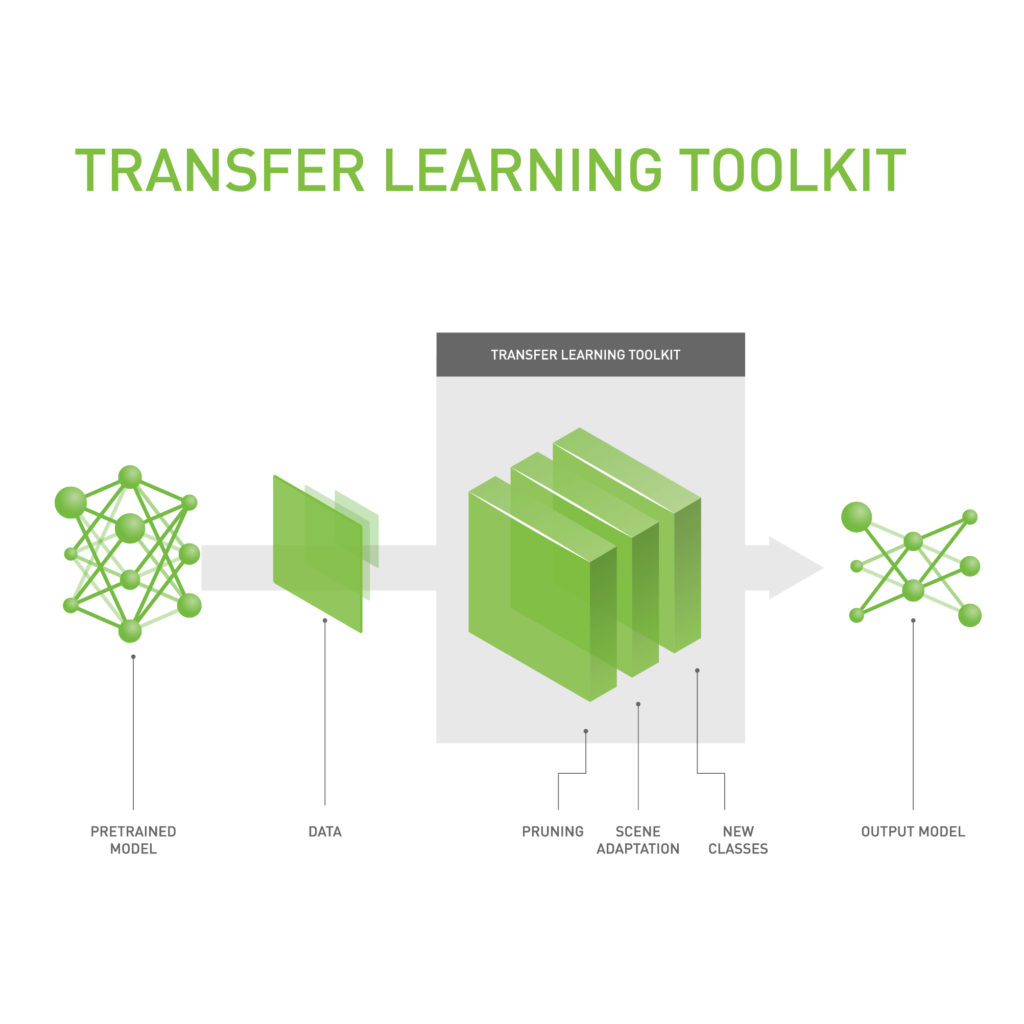 TRANSFER LEARNING TOOLKIT
TRANSFER LEARNING TOOLKIT
PRETRAINED
MODEL
DATA
PRUNING
SCENE
ADAPTATION
NEW
CLASSES
OUTPUT MODEL